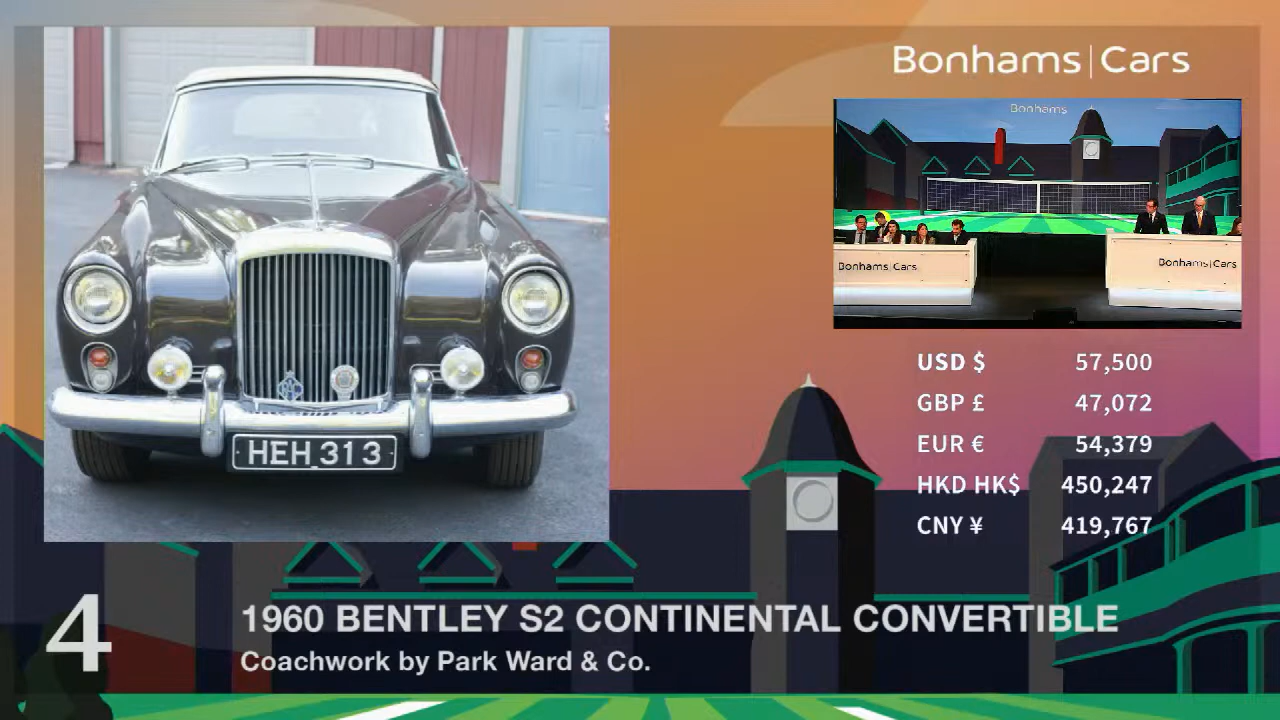 Bonhams|Cars
Bonhams
Bonhams|Cars
Bonhams|Cars
HEH 313
USD $ 57,500
GBP £ 47,072
EUR € 54,379
HKD HK$ 450,247
CNY ¥ 419,767
4
1960 BENTLEY S2 CONTINENTAL CONVERTIBLE
Coachwork by Park Ward & Co.